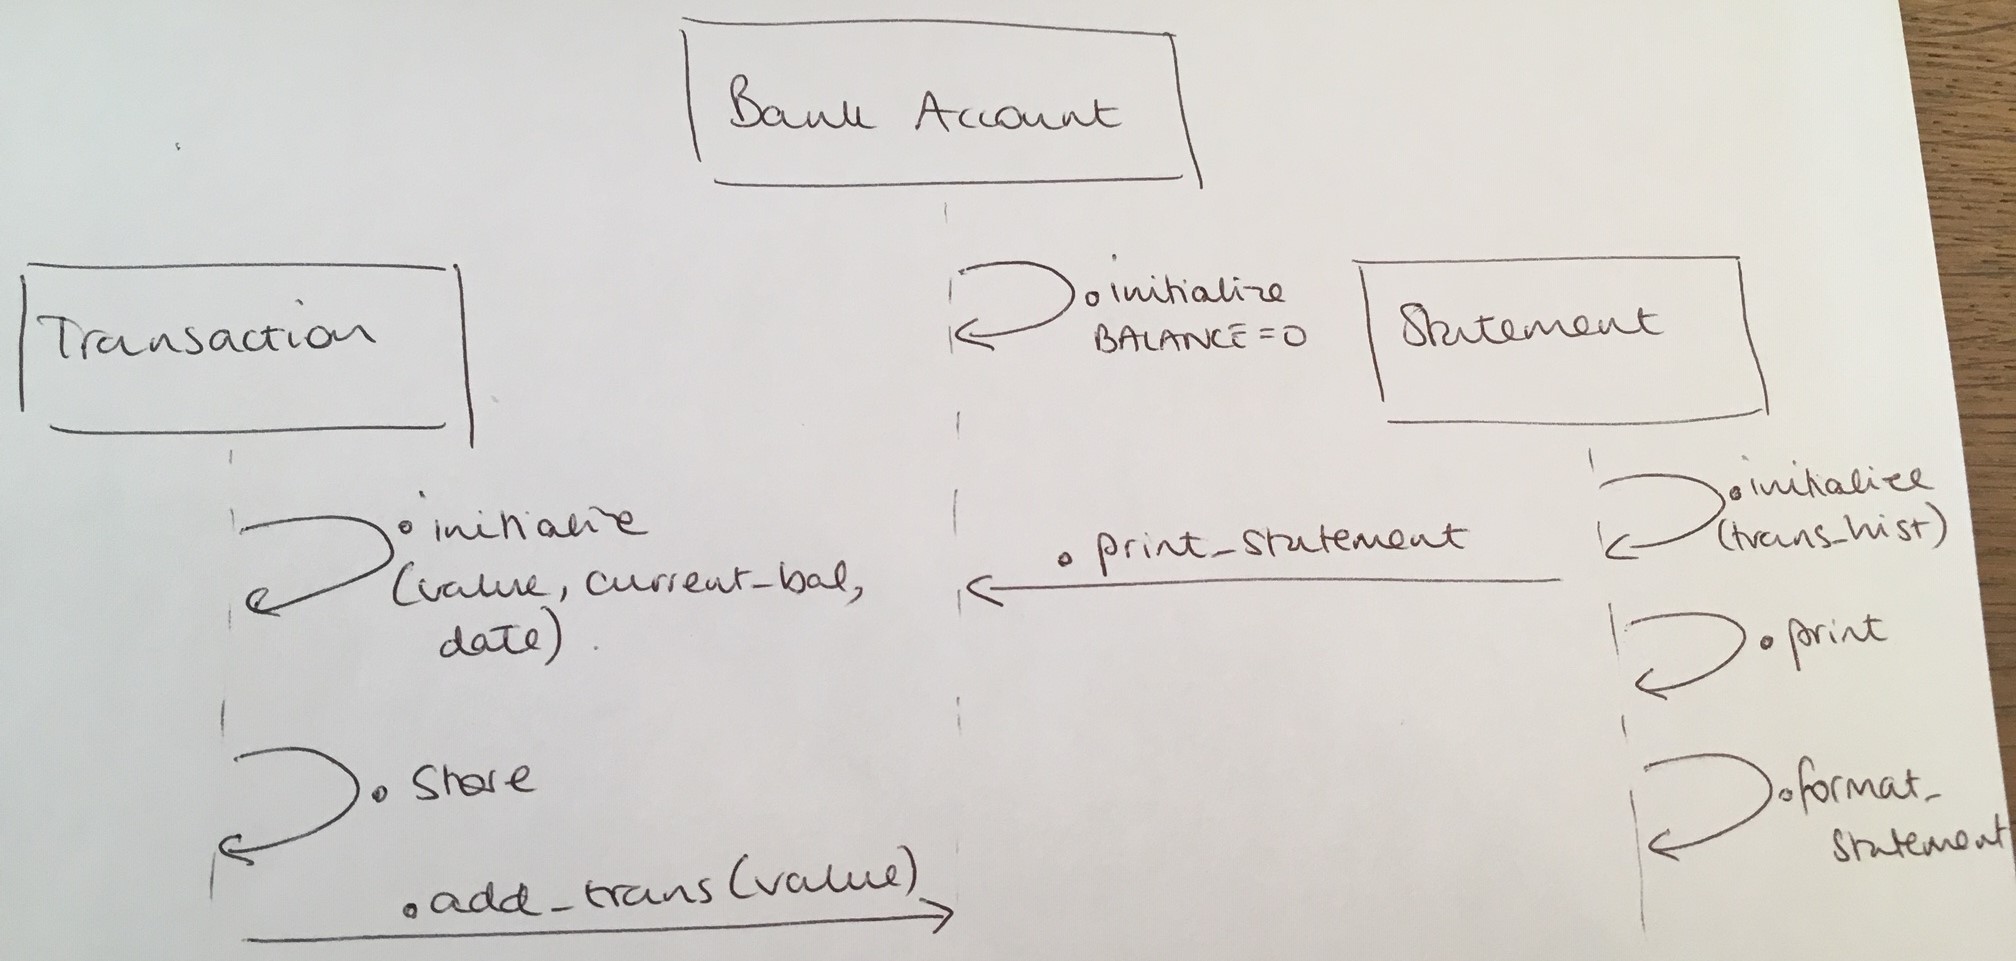 Bank Account
Transaction
.initialize
BALANCE = 0
Statement
.initialize
(value, current_bal,
date)
.store
.add_trans(value)
.print_statement
.initialize
(trans_hist)
.print
.format_
statement